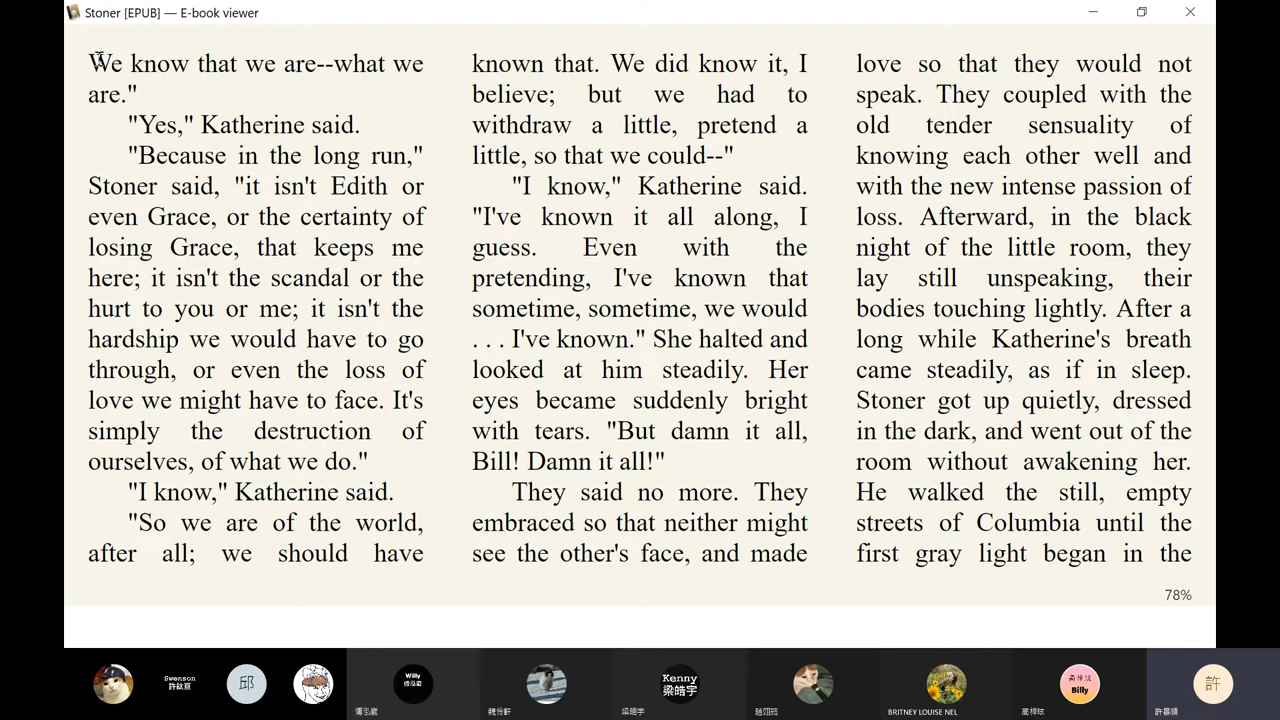 Stoner [EPUB] — E-book viewer
We know that we are--what we
are."
"Yes," Katherine said.
"Because in the long run,"
Stoner said, "it isn't Edith or
even Grace, or the certainty of
losing Grace, that keeps me
here; it isn't the scandal or the
hurt to you or me; it isn't the
hardship we would have to go
through, or even the loss of
love we might have to face. It's
simply the destruction of
ourselves, of what we do."
"I know," Katherine said.
"So we are of the world,
after all; we should have
known that. We did know it, I
believe; but we had to
withdraw a little, pretend a
little, so that we could--"
"I know," Katherine said.
"I've known it all along, I
guess. Even with the
pretending, I've known that
sometime, sometime, we would
. . . I've known." She halted and
looked at him steadily. Her
eyes became suddenly bright
with tears. "But damn it all,
Bill! Damn it all!"
They said no more. They
embraced so that neither might
see the other's face, and made
love so that they would not
speak. They coupled with the
old tender sensuality of
knowing each other well and
with the new intense passion of
loss. Afterward, in the black
night of the little room, they
lay still unspeaking, their
bodies touching lightly. After a
long while Katherine's breath
came steadily, as if in sleep.
Stoner got up quietly, dressed
in the dark, and went out of the
room without awakening her.
He walked the still, empty
streets of Columbia until the
first gray light began in the
78%
Swenson
邱
Willy
Kenny
梁皓宇
Billy
許
梁皓宇
BRITNEY LOUISE NEL